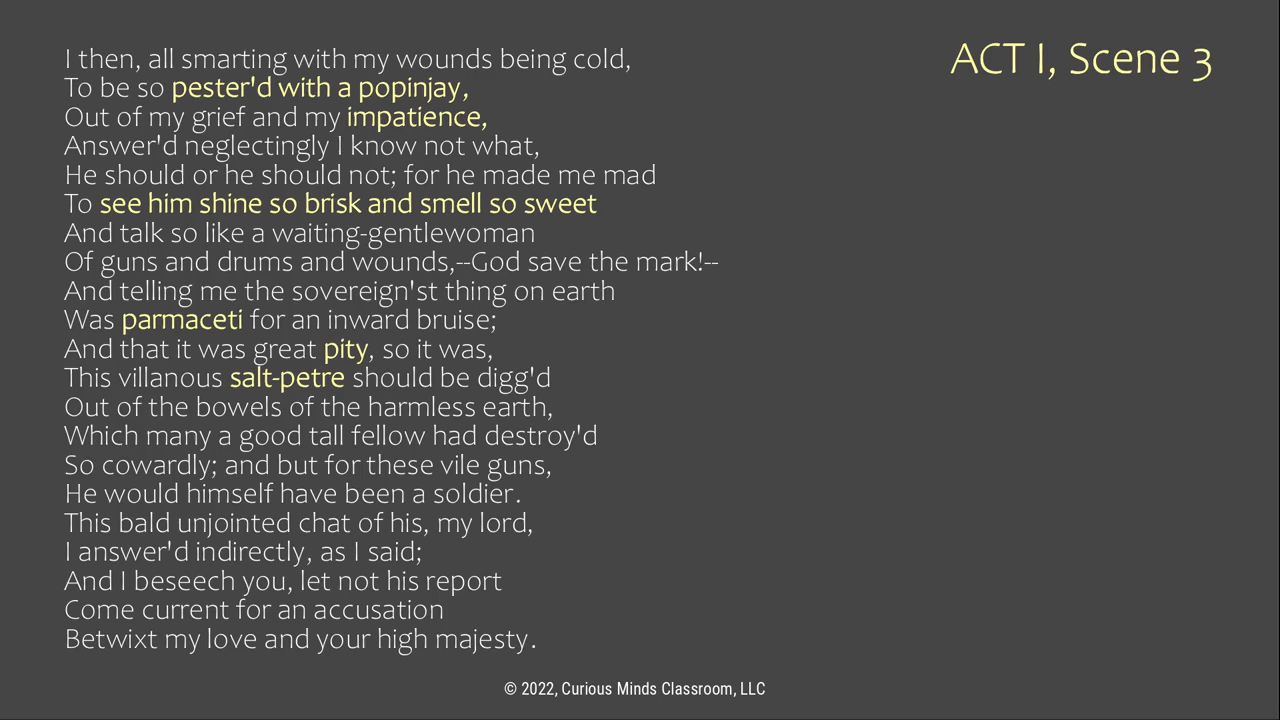 ACT I, Scene 3
I then, all smarting with my wounds being cold,
To be so pester'd with a popinjay,
Out of my grief and my impatience,
Answer'd neglectingly I know not what,
He should or he should not; for he made me mad
To see him shine so brisk and smell so sweet
And talk so like a waiting-gentlewoman
Of guns and drums and wounds,--God save the mark!--
And telling me the sovereign'st thing on earth
Was parmaceti for an inward bruise;
And that it was great pity, so it was,
This villanous salt-petre should be digg'd
Out of the bowels of the harmless earth,
Which many a good tall fellow had destroy'd
So cowardly; and but for these vile guns,
He would himself have been a soldier.
This bald unjointed chat of his, my lord,
I answer'd indirectly, as I said;
And I beseech you, let not his report
Come current for an accusation
Betwixt my love and your high majesty.
© 2022, Curious Minds Classroom, LLC